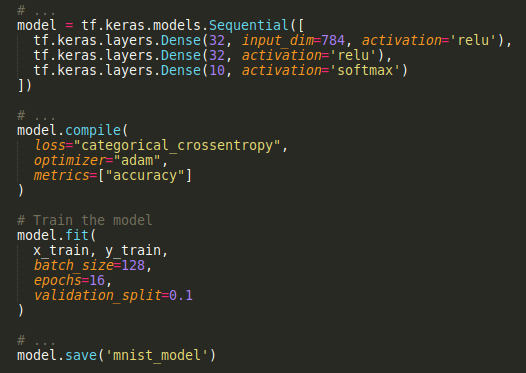 # ...
model = tf.keras.models.Sequential([
  tf.keras.layers.Dense(32, input_dim=784, activation='relu'),
  tf.keras.layers.Dense(32, activation='relu'),
  tf.keras.layers.Dense(10, activation='softmax')
])

# ...
model.compile(
  loss="categorical_crossentropy",
  optimizer="adam",
  metrics=["accuracy"]
)

# Train the model
model.fit(
  x_train, y_train,
  batch_size=128,
  epochs=16,
  validation_split=0.1
)

# ...
model.save('mnist_model')